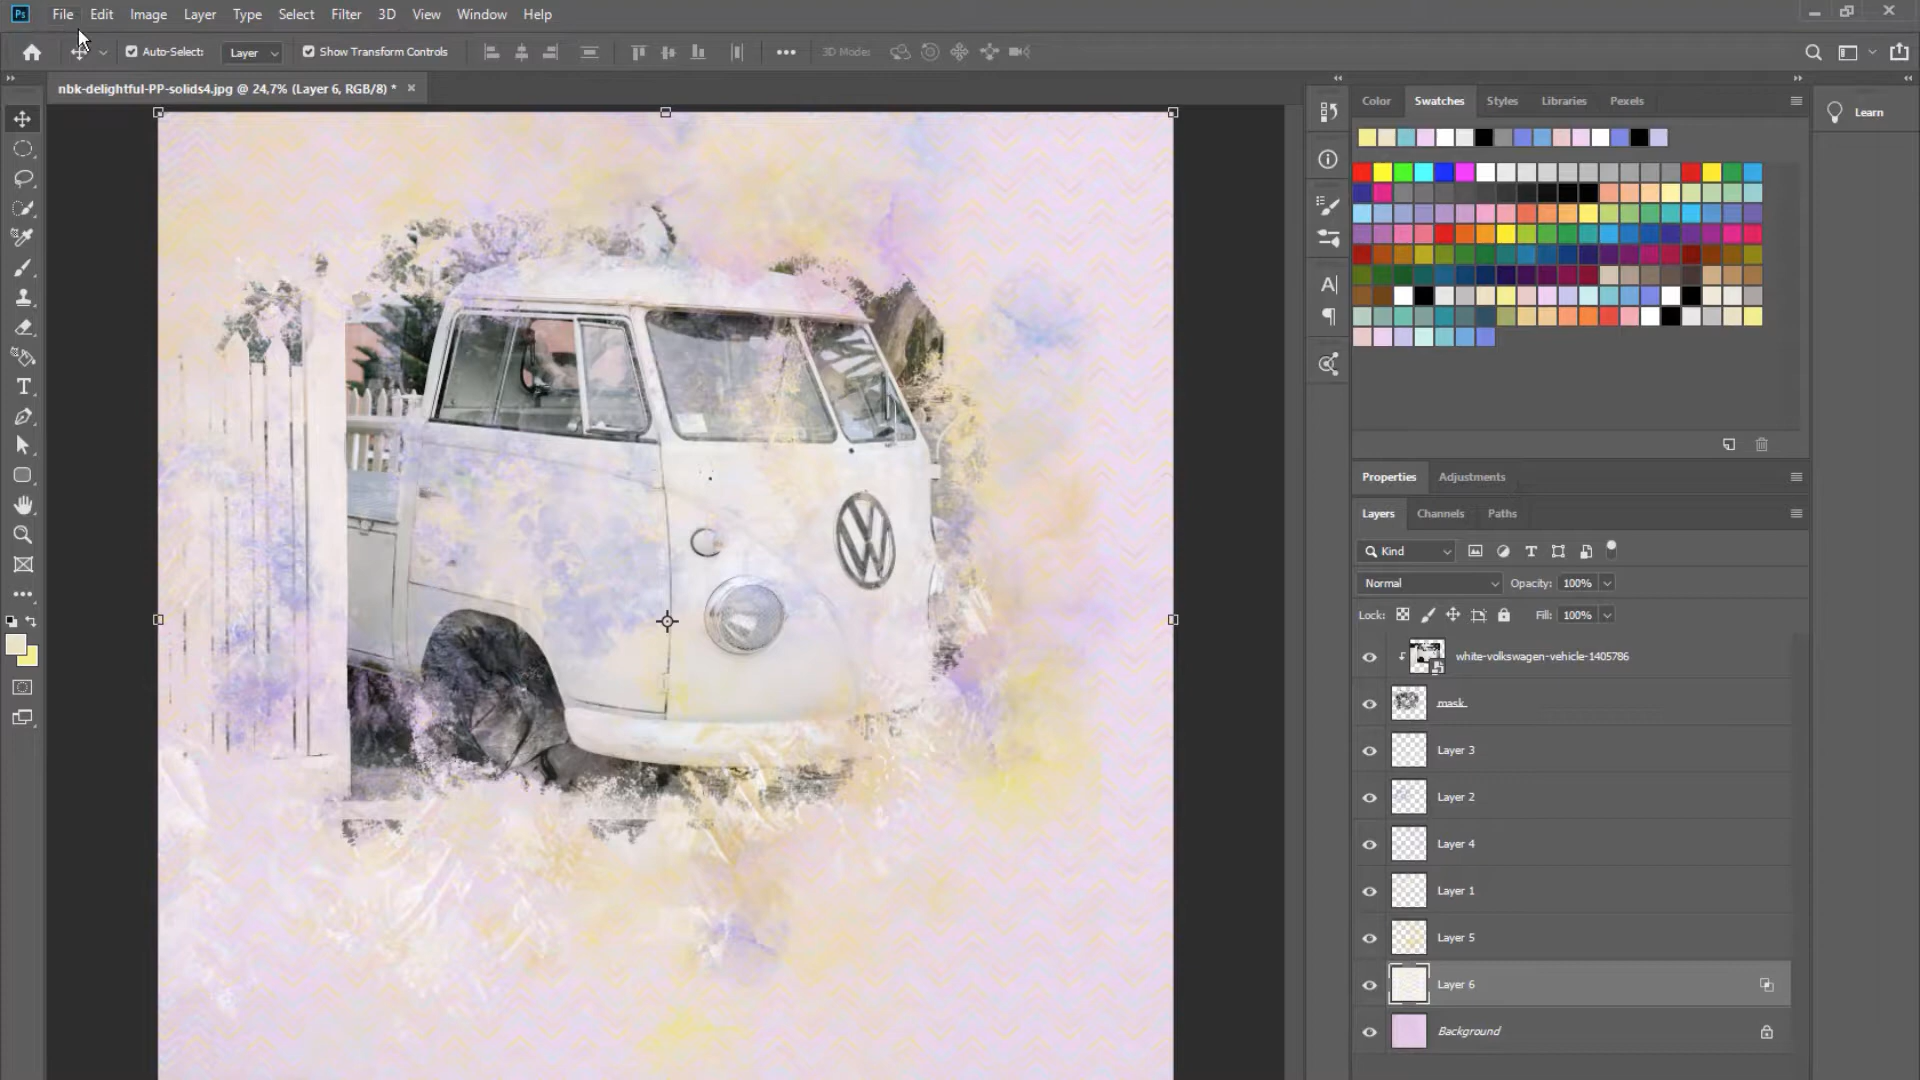 Ps File Edit Image Layer Type Select Filter 3D View Window Help
Auto-Select: Layer Show Transform Controls 3D Mode:
nbk-delightful-PP-solids4.jpg @ 24,7% (Layer 6, RGB/8) * ×
Color Swatches Styles Libraries Pexels
Learn
Properties Adjustments
Layers Channels Paths
Kind
Normal Opacity: 100%
Lock: Fill: 100%
white-volkswagen-vehicle-1405786
mask
Layer 3
Layer 2
Layer 4
Layer 1
Layer 5
Layer 6
Background